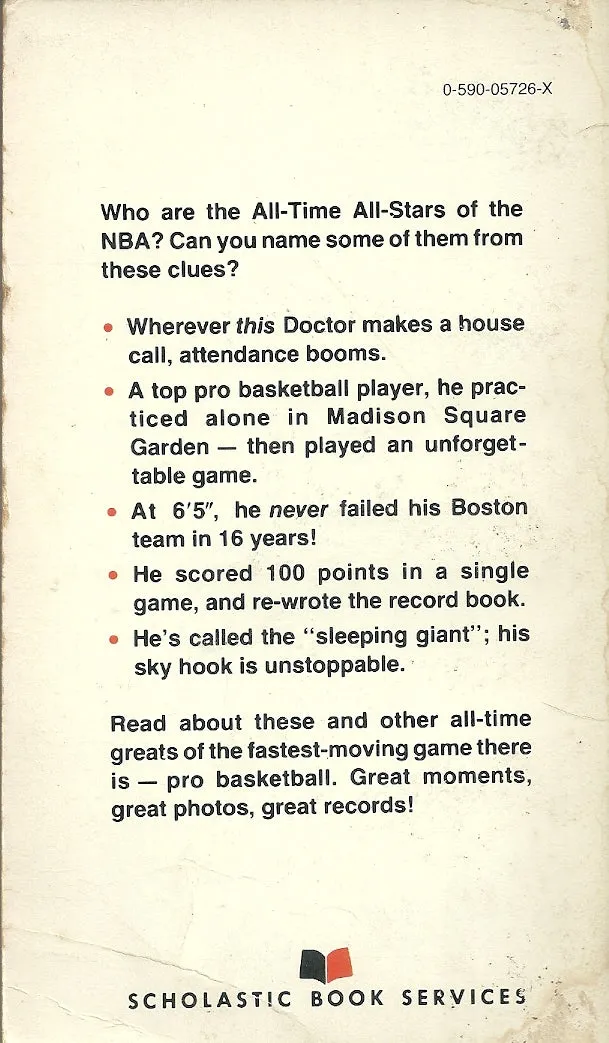 0-590-05726-X
Who are the All-Time All-Stars of the
NBA? Can you name some of them from
these clues?
• Wherever this Doctor makes a house
call, attendance booms.
• A top pro basketball player, he prac-
ticed alone in Madison Square
Garden — then played an unforget-
table game.
• At 6'5", he never failed his Boston
team in 16 years!
• He scored 100 points in a single
game, and re-wrote the record book.
• He's called the “sleeping giant”; his
sky hook is unstoppable.
Read about these and other all-time
greats of the fastest-moving game there
is — pro basketball. Great moments,
great photos, great records!
SCHOLASTIC BOOK SERVICES